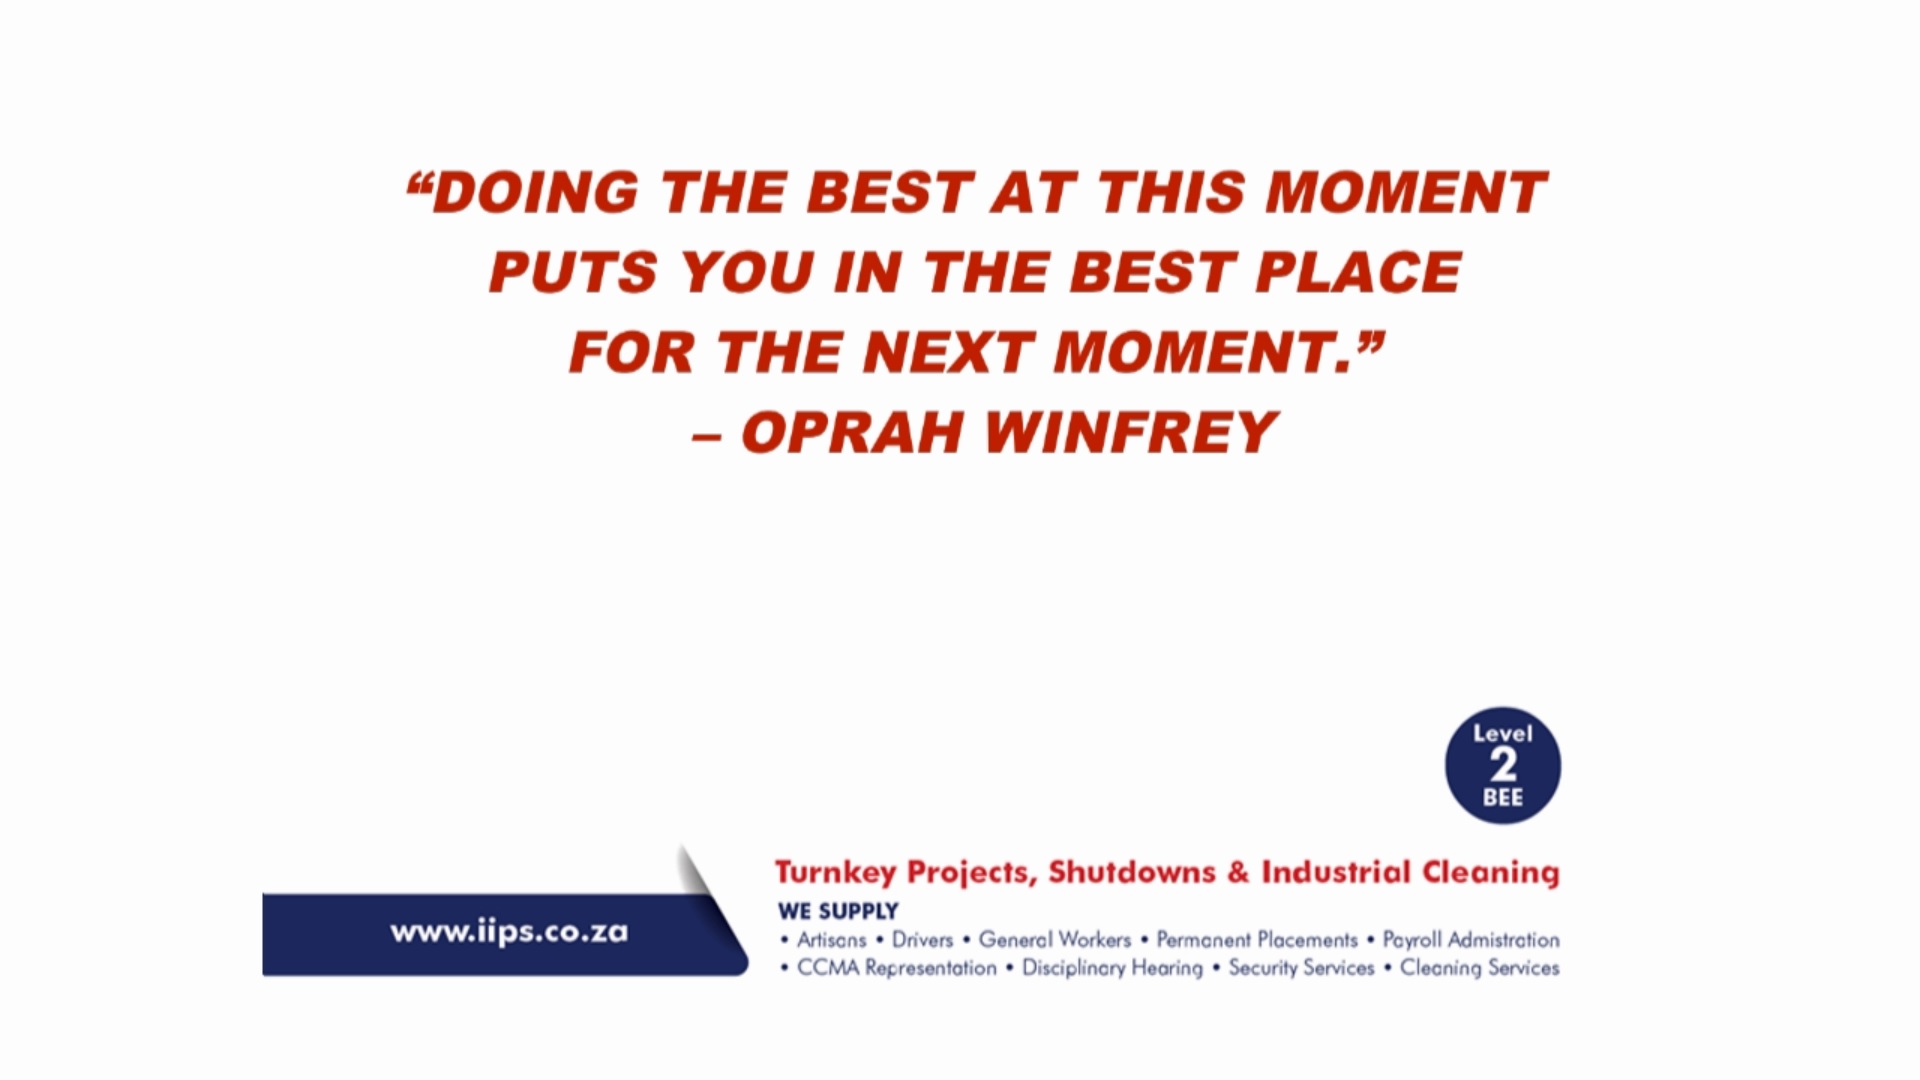 “DOING THE BEST AT THIS MOMENT
PUTS YOU IN THE BEST PLACE
FOR THE NEXT MOMENT.”
– OPRAH WINFREY
Level
2
BEE
www.iips.co.za
Turnkey Projects, Shutdowns & Industrial Cleaning
WE SUPPLY
• Artisans • Drivers • General Workers • Permanent Placements • Payroll Admistration
• CCMA Representation • Disciplinary Hearing • Security Services • Cleaning Services